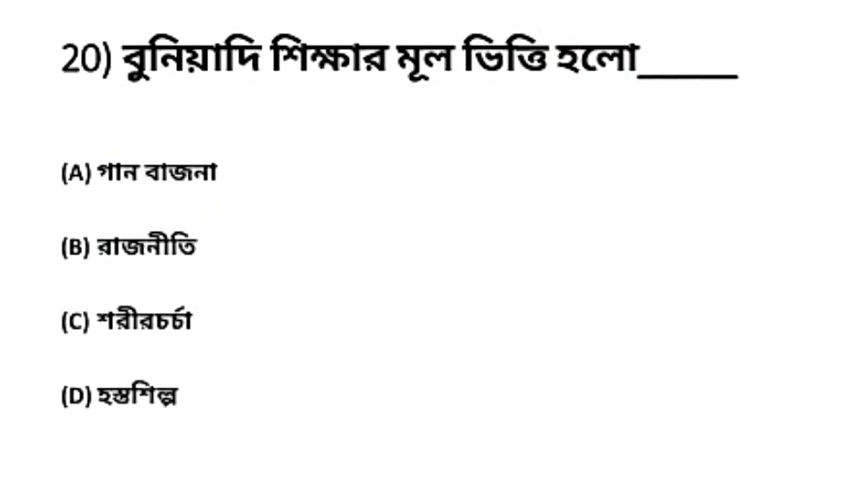 20) বুনিয়াদি শিক্ষার মূল ভিত্তি হলো_____
(A) গান বাজনা
(B) রাজনীতি
(C) শরীরচর্চা
(D) হস্তশিল্প